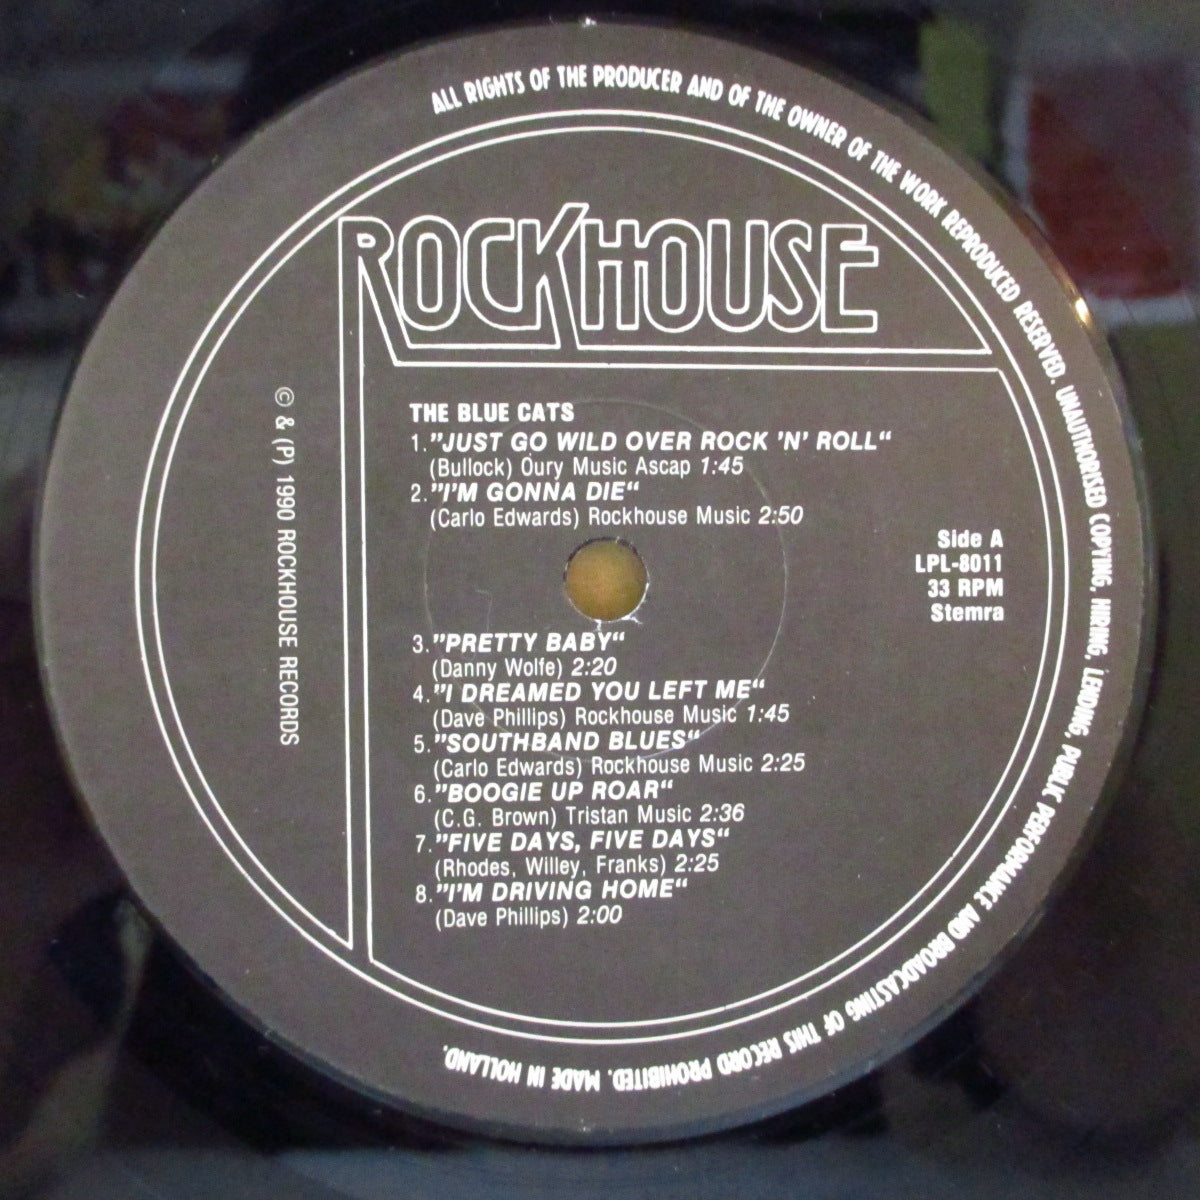 ALL RIGHTS OF THE PRODUCER AND OF THE OWNER OF THE WORK REPRODUCED RESERVED. UNAUTHORISED COPYING, HIRING, LENDING, PUBLIC PERFORMANCE AND BROADCASTING OF THIS RECORD PROHIBITED. MADE IN HOLLAND.
ROCKHOUSE
© & (P) 1990 ROCKHOUSE RECORDS
THE BLUE CATS
1. "JUST GO WILD OVER ROCK 'N' ROLL"
(Bullock) Oury Music Ascap 1:45
2. "I'M GONNA DIE"
(Carlo Edwards) Rockhouse Music 2:50
Side A
LPL-8011
33 RPM
Stemra
3. "PRETTY BABY"
(Danny Wolfe) 2:20
4. "I DREAMED YOU LEFT ME"
(Dave Phillips) Rockhouse Music 1:45
5. "SOUTHBAND BLUES"
(Carlo Edwards) Rockhouse Music 2:25
6. "BOOGIE UP ROAR"
(C.G. Brown) Tristan Music 2:36
7. "FIVE DAYS, FIVE DAYS"
(Rhodes, Willey, Franks) 2:25
8. "I'M DRIVING HOME"
(Dave Phillips) 2:00